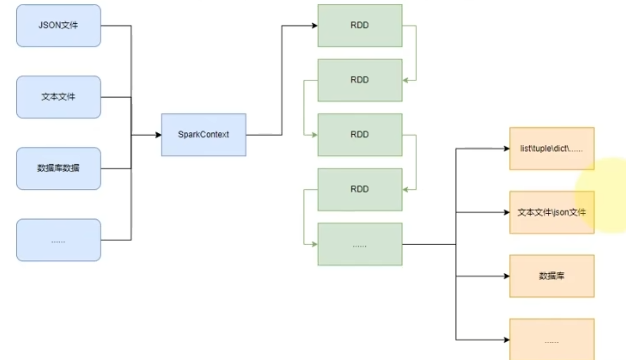 JSON文件
文本文件
数据库数据
......
SparkContext
RDD
RDD
RDD
RDD
......
list\tuple\dict\......
文本文件\json文件
数据库
......